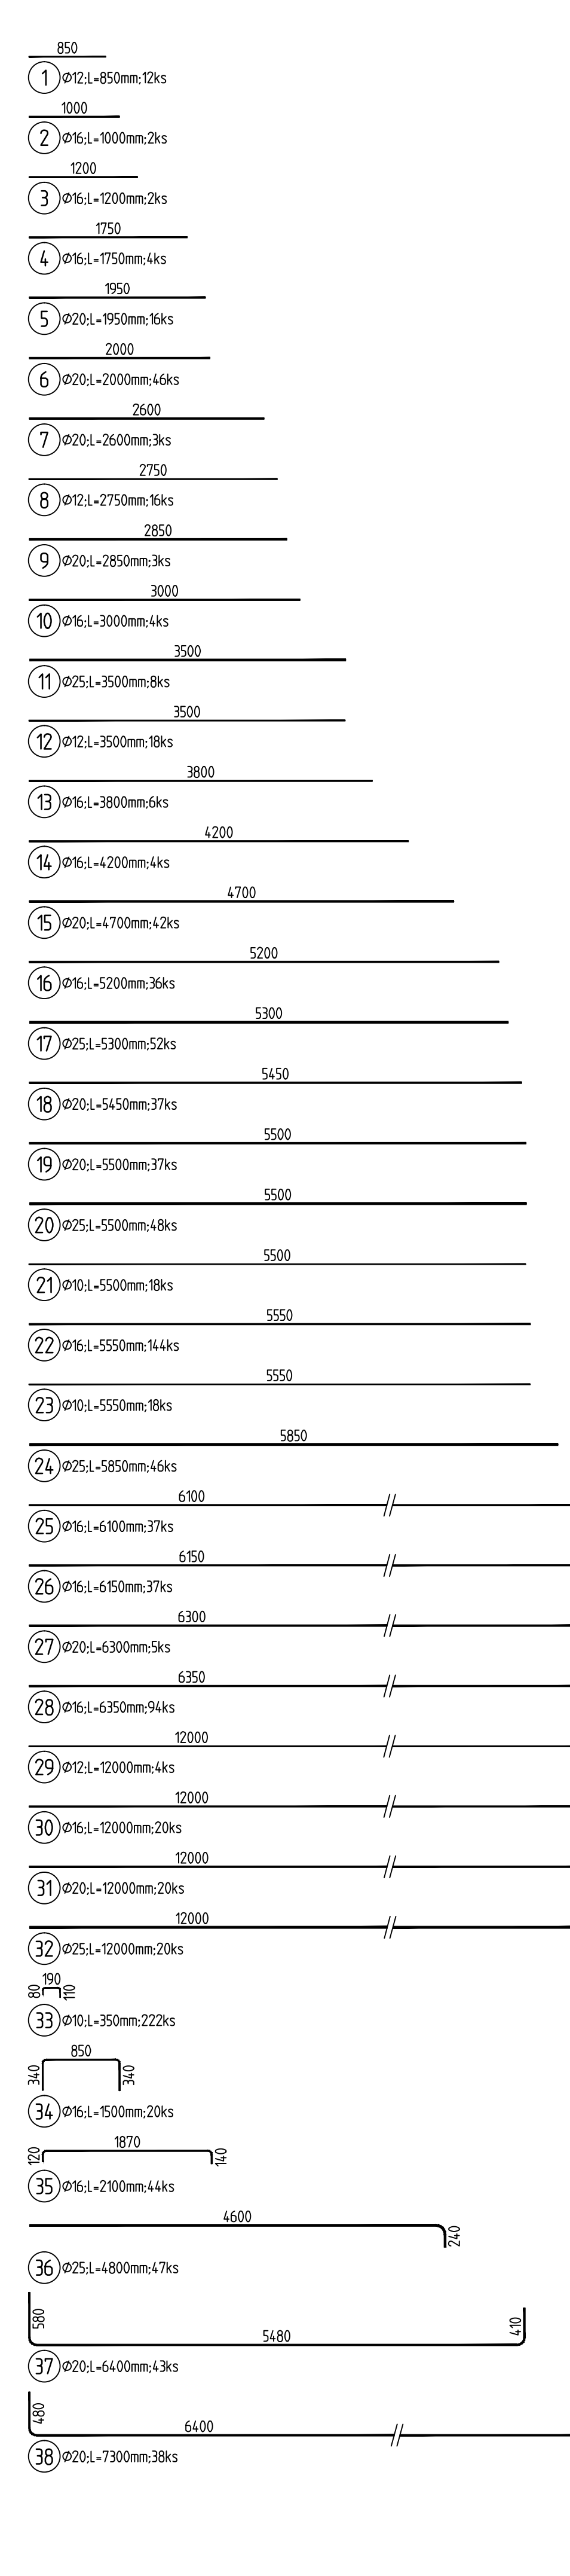 850
1 Ø12;L=850mm;12ks
1000
2 Ø16;L=1000mm;2ks
1200
3 Ø16;L=1200mm;2ks
1750
4 Ø16;L=1750mm;4ks
1950
5 Ø20;L=1950mm;16ks
2000
6 Ø20;L=2000mm;46ks
2600
7 Ø20;L=2600mm;3ks
2750
8 Ø12;L=2750mm;16ks
2850
9 Ø20;L=2850mm;3ks
3000
10 Ø16;L=3000mm;4ks
3500
11 Ø25;L=3500mm;8ks
3500
12 Ø12;L=3500mm;18ks
3800
13 Ø16;L=3800mm;6ks
4200
14 Ø16;L=4200mm;4ks
4700
15 Ø20;L=4700mm;42ks
5200
16 Ø16;L=5200mm;36ks
5300
17 Ø25;L=5300mm;52ks
5450
18 Ø20;L=5450mm;37ks
5500
19 Ø20;L=5500mm;37ks
5500
20 Ø25;L=5500mm;48ks
5500
21 Ø10;L=5500mm;18ks
5550
22 Ø16;L=5550mm;144ks
5550
23 Ø10;L=5550mm;18ks
5850
24 Ø25;L=5850mm;46ks
6100
25 Ø16;L=6100mm;37ks
6150
26 Ø16;L=6150mm;37ks
6300
27 Ø20;L=6300mm;5ks
6350
28 Ø16;L=6350mm;94ks
12000
29 Ø12;L=12000mm;4ks
12000
30 Ø16;L=12000mm;20ks
12000
31 Ø20;L=12000mm;20ks
12000
32 Ø25;L=12000mm;20ks
190
80 110
33 Ø10;L=350mm;222ks
850
340 340
34 Ø16;L=1500mm;20ks
1870
120 140
35 Ø16;L=2100mm;44ks
4600
240
36 Ø25;L=4800mm;47ks
580 410
5480
37 Ø20;L=6400mm;43ks
480
6400
38 Ø20;L=7300mm;38ks